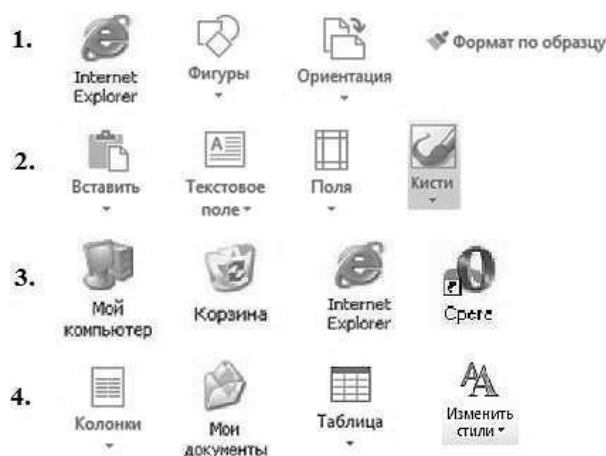 1. Internet Explorer Фигуры Ориентация Формат по образцу
2. Вставить Текстовое поле Поля Кисти
3. Мой компьютер Корзина Internet Explorer Opere
4. Колонки Мои документы Таблица Изменить стили